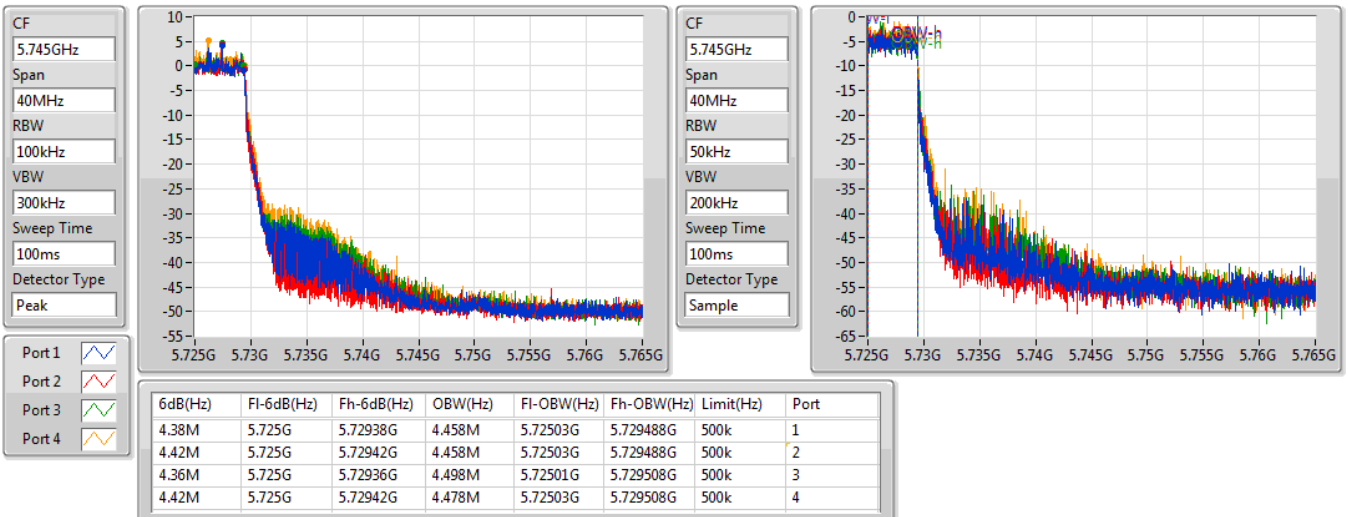 CF
5.745GHz
Span
40MHz
RBW
100kHz
VBW
300kHz
Sweep Time
100ms
Detector Type
Peak
10
5
0
-5
-10
-15
-20
-25
-30
-35
-40
-45
-50
-55
5.725G 5.73G 5.735G 5.74G 5.745G 5.75G 5.755G 5.76G 5.765G
CF
5.745GHz
Span
40MHz
RBW
50kHz
VBW
200kHz
Sweep Time
100ms
Detector Type
Sample
0
-5
-10
-15
-20
-25
-30
-35
-40
-45
-50
-55
-60
-65
5.725G 5.73G 5.735G 5.74G 5.745G 5.75G 5.755G 5.76G 5.765G
Port 1
Port 2
Port 3
Port 4
6dB(Hz) Fl-6dB(Hz) Fh-6dB(Hz) OBW(Hz) Fl-OBW(Hz) Fh-OBW(Hz) Limit(Hz) Port
4.38M 5.725G 5.72938G 4.458M 5.72503G 5.729488G 500k 1
4.42M 5.725G 5.72942G 4.458M 5.72503G 5.729488G 500k 2
4.36M 5.725G 5.72936G 4.498M 5.72501G 5.729508G 500k 3
4.42M 5.725G 5.72942G 4.478M 5.72503G 5.729508G 500k 4